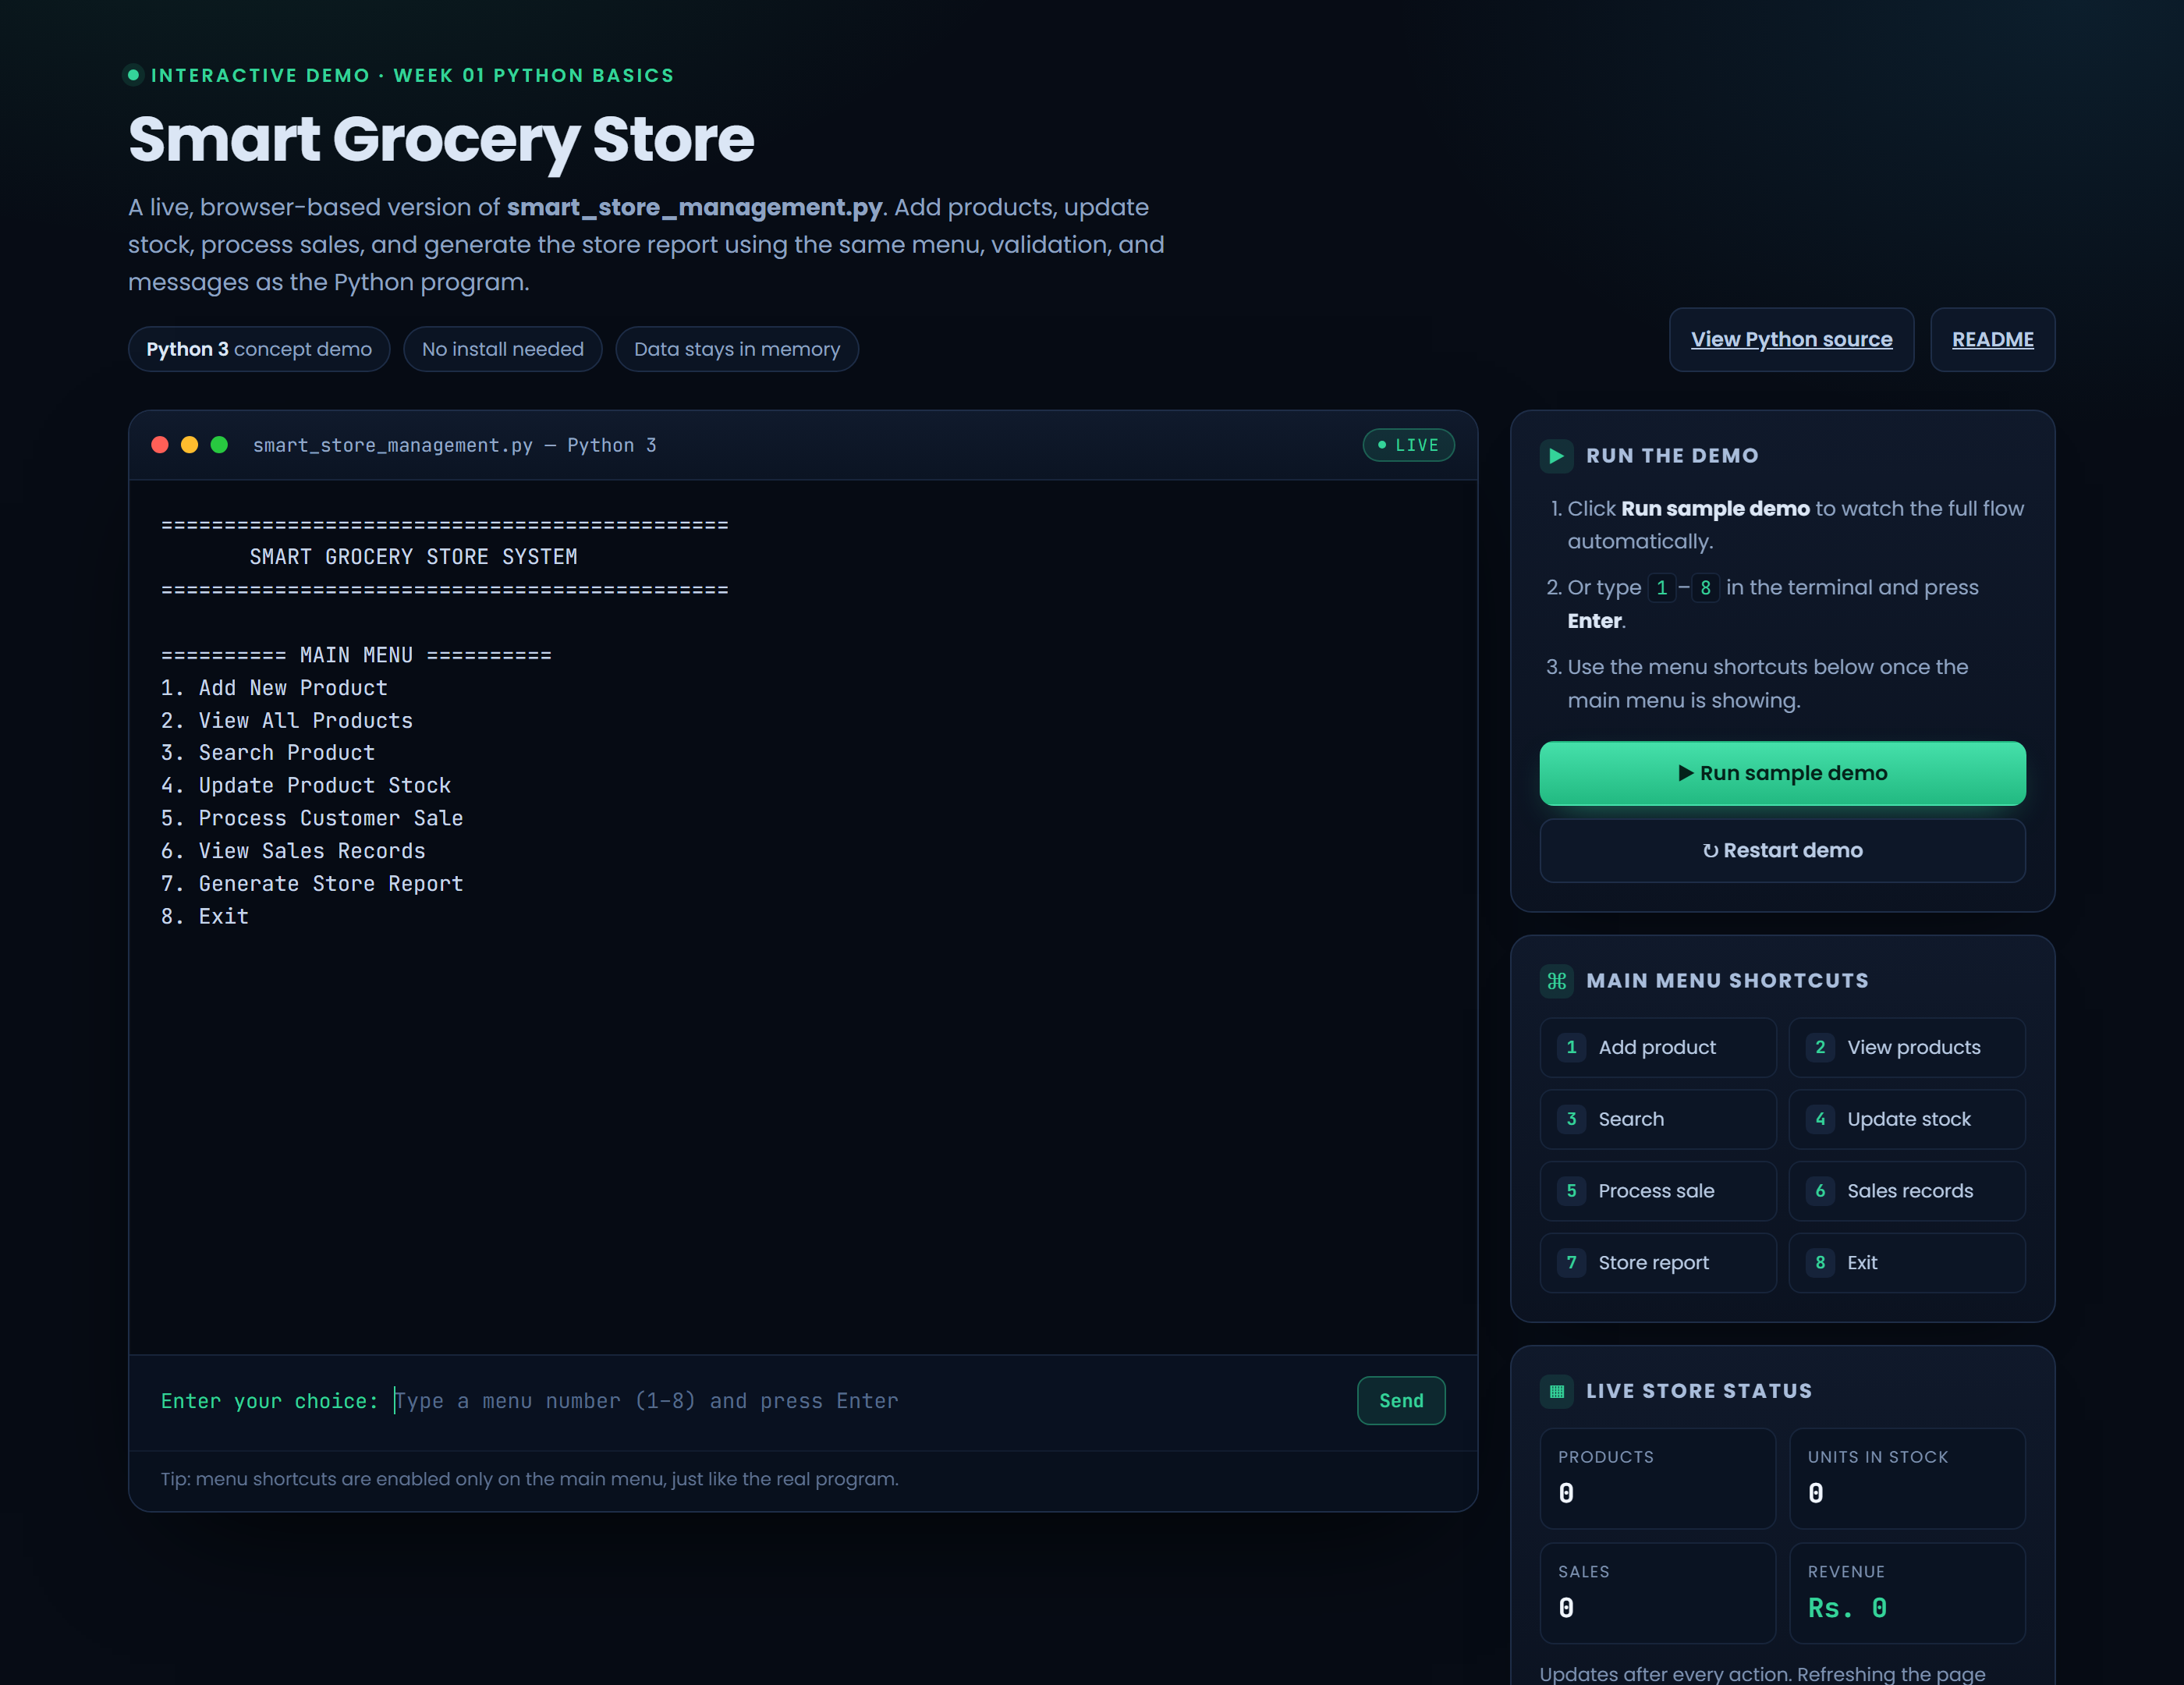 INTERACTIVE DEMO · WEEK 01 PYTHON BASICS
Smart Grocery Store
A live, browser-based version of smart_store_management.py. Add products, update
stock, process sales, and generate the store report using the same menu, validation, and
messages as the Python program.
Python 3 concept demo
No install needed
Data stays in memory
View Python source
README
smart_store_management.py — Python 3
LIVE
=============================================
SMART GROCERY STORE SYSTEM
=============================================
========== MAIN MENU ==========
1. Add New Product
2. View All Products
3. Search Product
4. Update Product Stock
5. Process Customer Sale
6. View Sales Records
7. Generate Store Report
8. Exit
Enter your choice: Type a menu number (1–8) and press Enter
Send
Tip: menu shortcuts are enabled only on the main menu, just like the real program.
▶ RUN THE DEMO
1. Click Run sample demo to watch the full flow
automatically.
2. Or type 1–8 in the terminal and press
Enter.
3. Use the menu shortcuts below once the
main menu is showing.
▶ Run sample demo
↻ Restart demo
⌘ MAIN MENU SHORTCUTS
1 Add product
2 View products
3 Search
4 Update stock
5 Process sale
6 Sales records
7 Store report
8 Exit
▦ LIVE STORE STATUS
PRODUCTS
0
UNITS IN STOCK
0
SALES
0
REVENUE
Rs. 0
Updates after every action. Refreshing the page